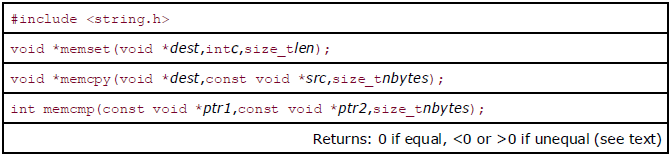 #include <string.h>
void *memset(void *dest,intc,size_tlen);
void *memcpy(void *dest,const void *src,size_tnbytes);
int memcmp(const void *ptr1,const void *ptr2,size_tnbytes);
Returns: 0 if equal, <0 or >0 if unequal (see text)